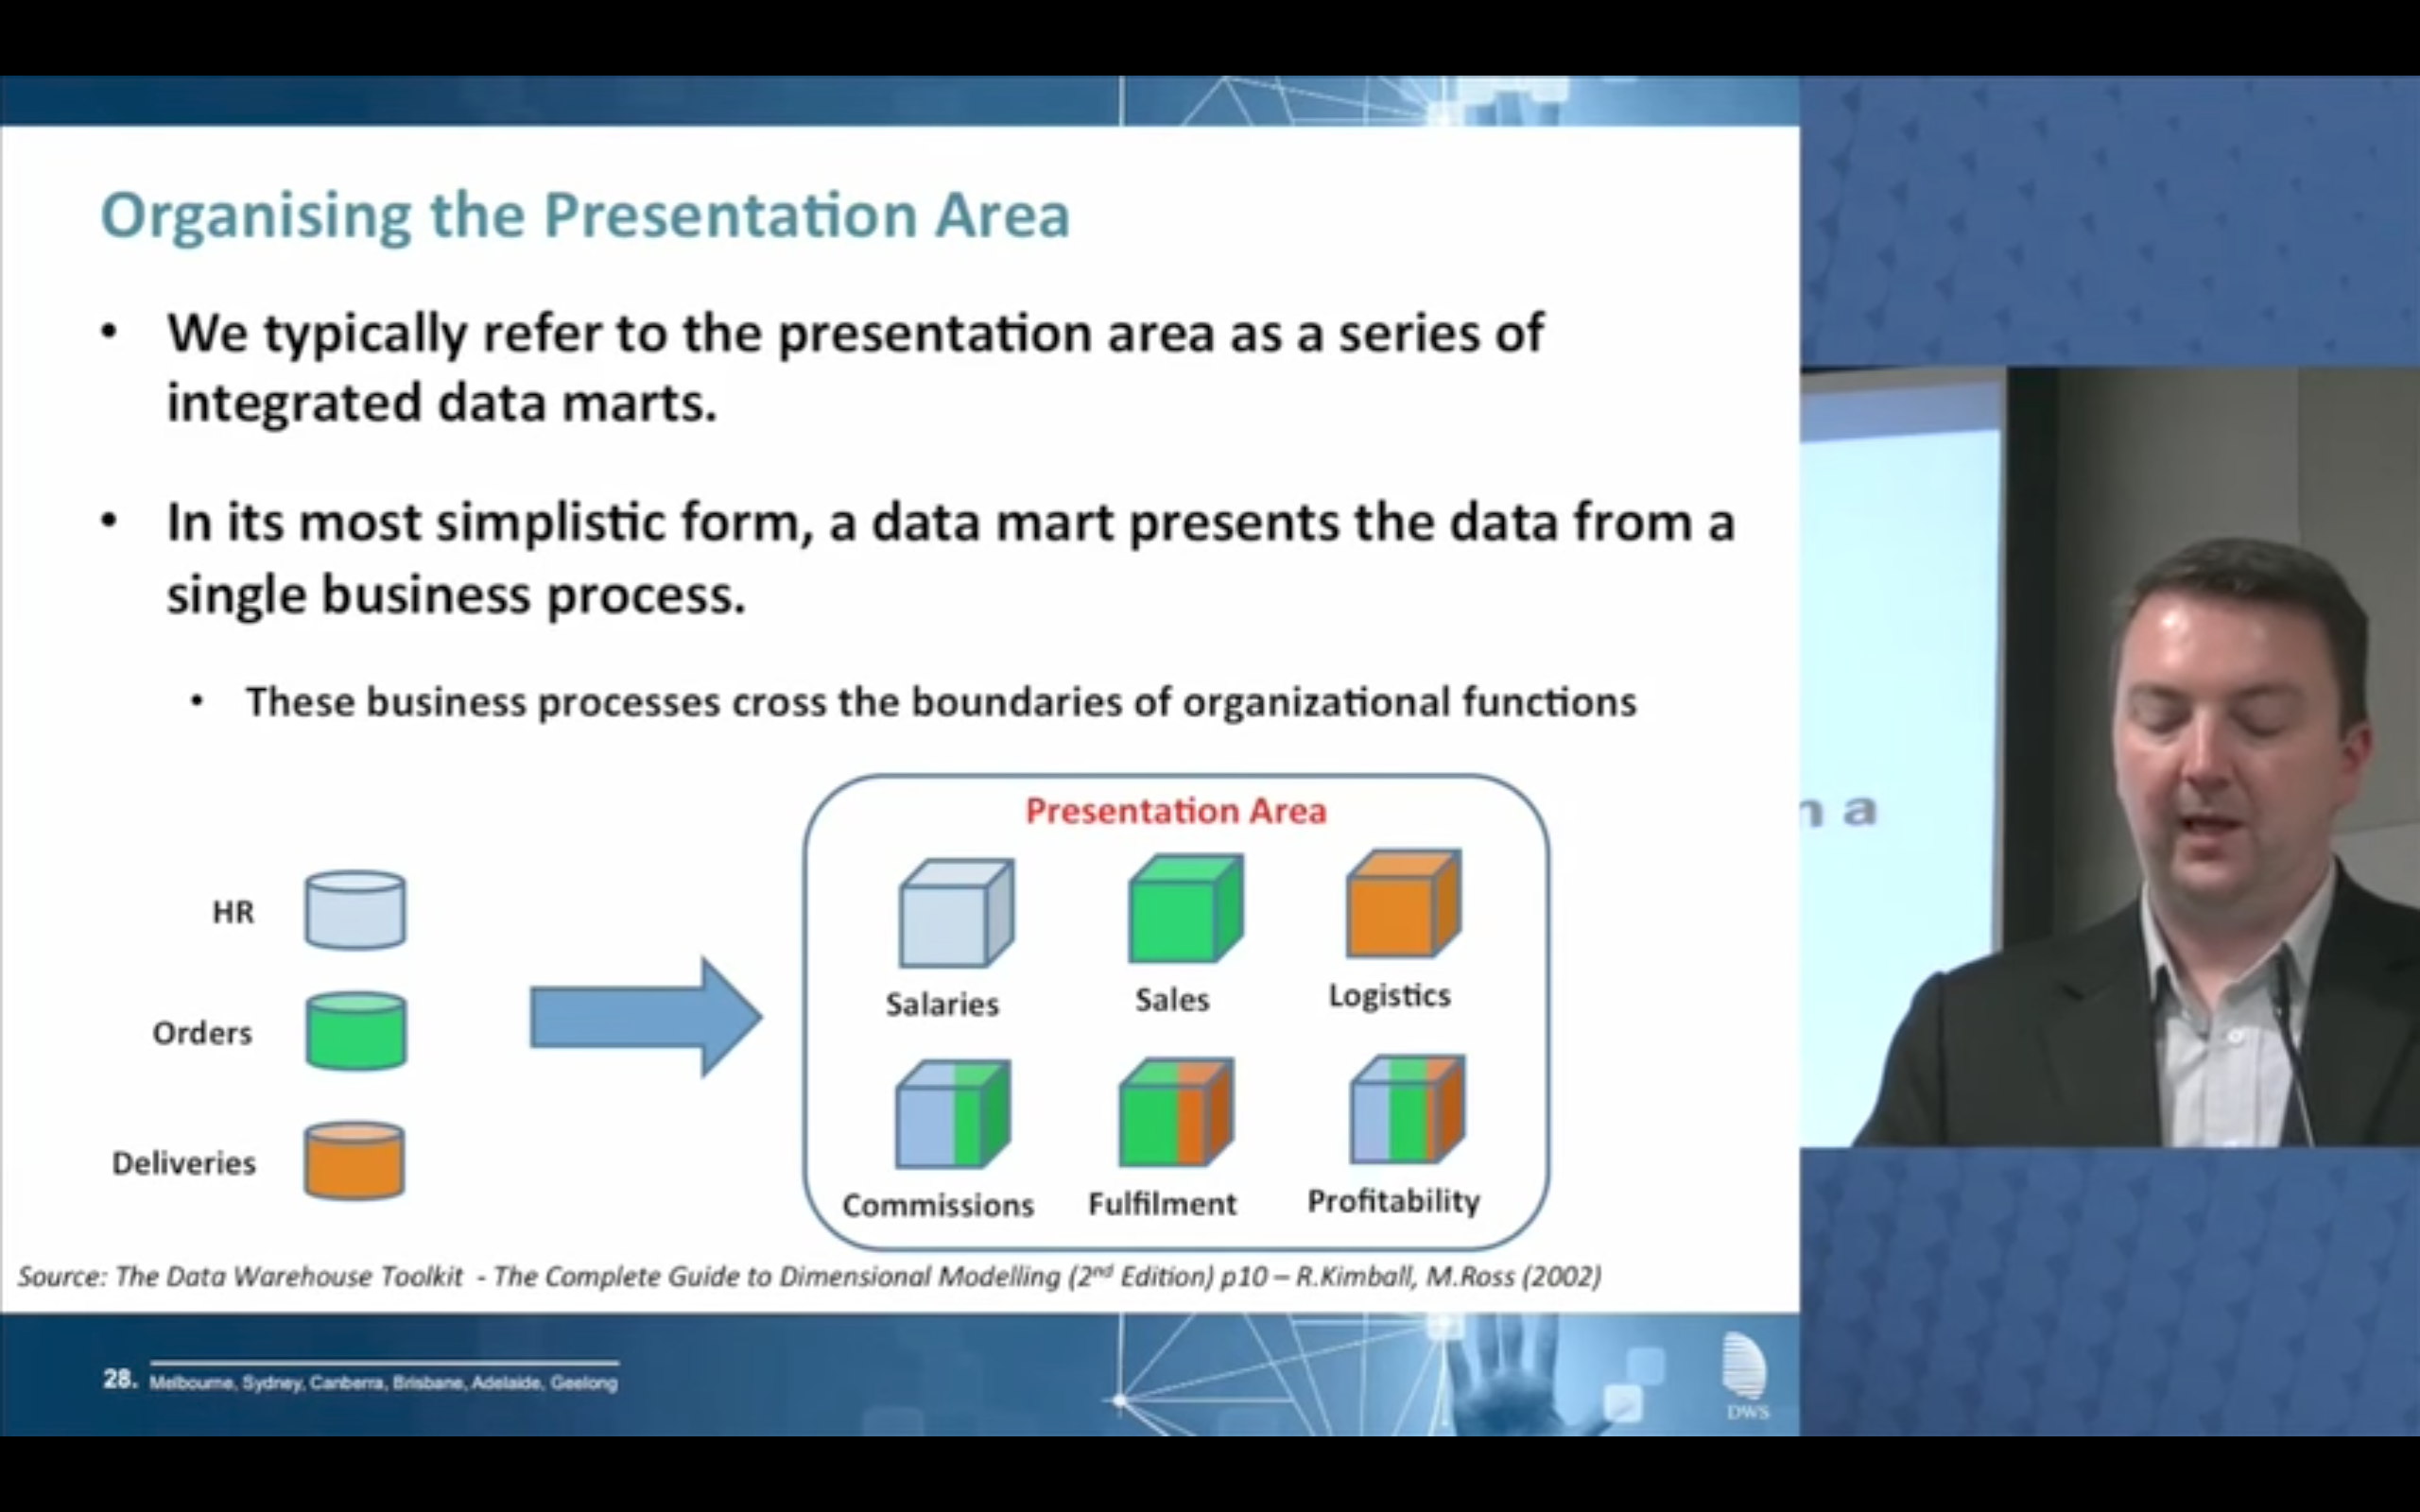 Organising the Presentation Area
• We typically refer to the presentation area as a series of
integrated data marts.
• In its most simplistic form, a data mart presents the data from a
single business process.
• These business processes cross the boundaries of organizational functions
Presentation Area
HR
Orders
Deliveries
Salaries
Sales
Logistics
Commissions
Fulfilment
Profitability
Source: The Data Warehouse Toolkit - The Complete Guide to Dimensional Modelling (2nd Edition) p10 – R.Kimball, M.Ross (2002)
28. Melbourne, Sydney, Canberra, Brisbane, Adelaide, Geelong
DWS
n a